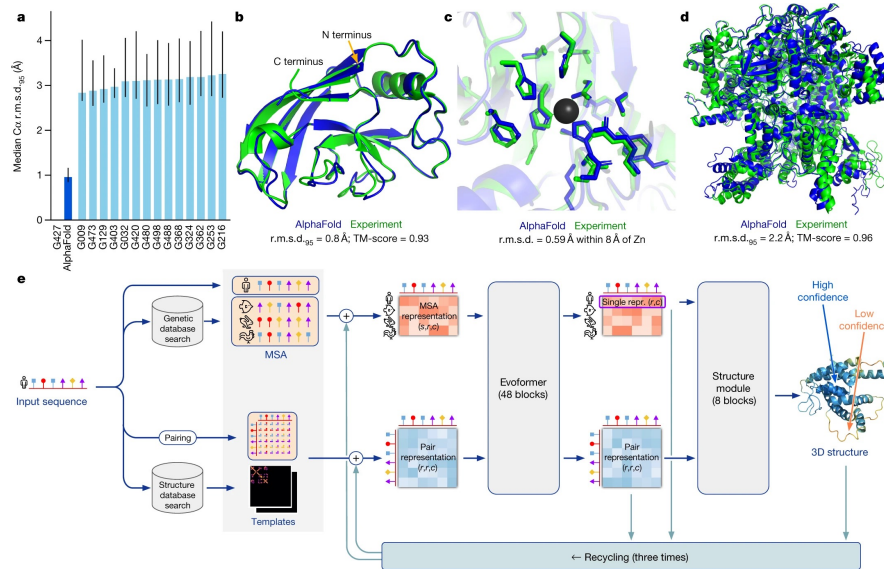 a
Median Cα r.m.s.d.95 (Å)
4
3
2
1
0
G427
AlphaFold
G009
G473
G129
G403
G032
G420
G480
G498
G488
G368
G324
G362
G253
G216
b
N terminus
C terminus
AlphaFold Experiment
r.m.s.d.95 = 0.8 Å; TM-score = 0.93
c
AlphaFold Experiment
r.m.s.d. = 0.59 Å within 8 Å of Zn
d
AlphaFold Experiment
r.m.s.d.95 = 2.2 Å; TM-score = 0.96
e
Input sequence
Genetic
database
search
MSA
Pairing
Structure
database
search
Templates
+
+
MSA
representation
(s,r,c)
Pair
representation
(r,r,c)
Evoformer
(48 blocks)
Single repr. (r,c)
Pair
representation
(r,r,c)
Structure
module
(8 blocks)
High
confidence
Low
confidence
3D structure
← Recycling (three times)